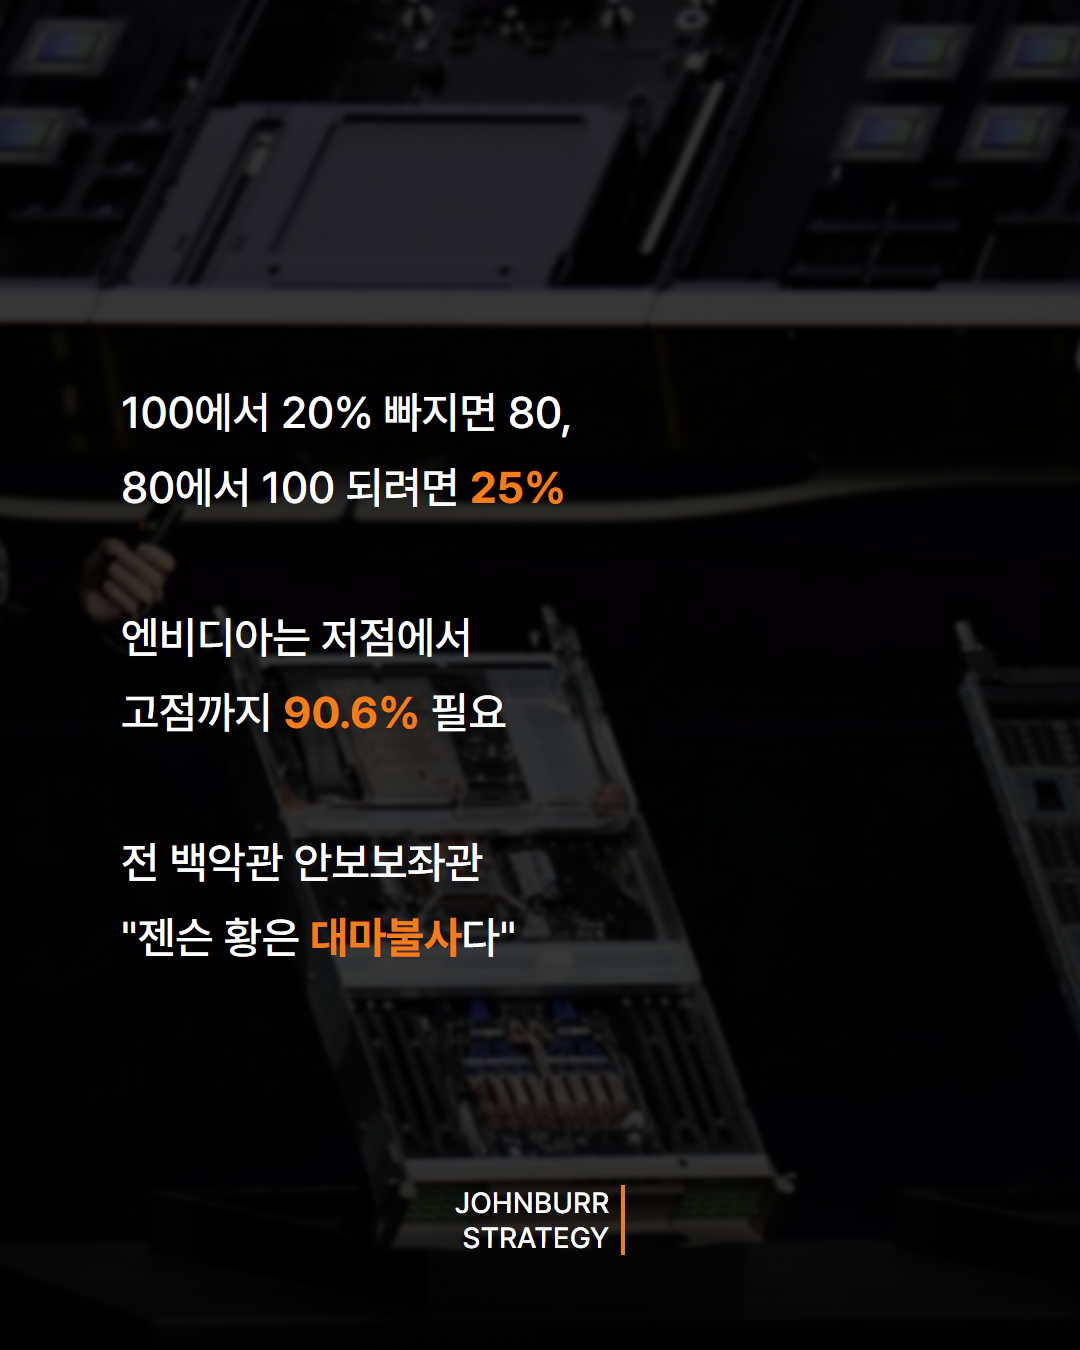 100에서 20% 빠지면 80,
80에서 100 되려면 25%
엔비디아는 저점에서
고점까지 90.6% 필요
전 백악관 안보보좌관
"젠슨 황은 대마불사다"
JOHNBURR
STRATEGY